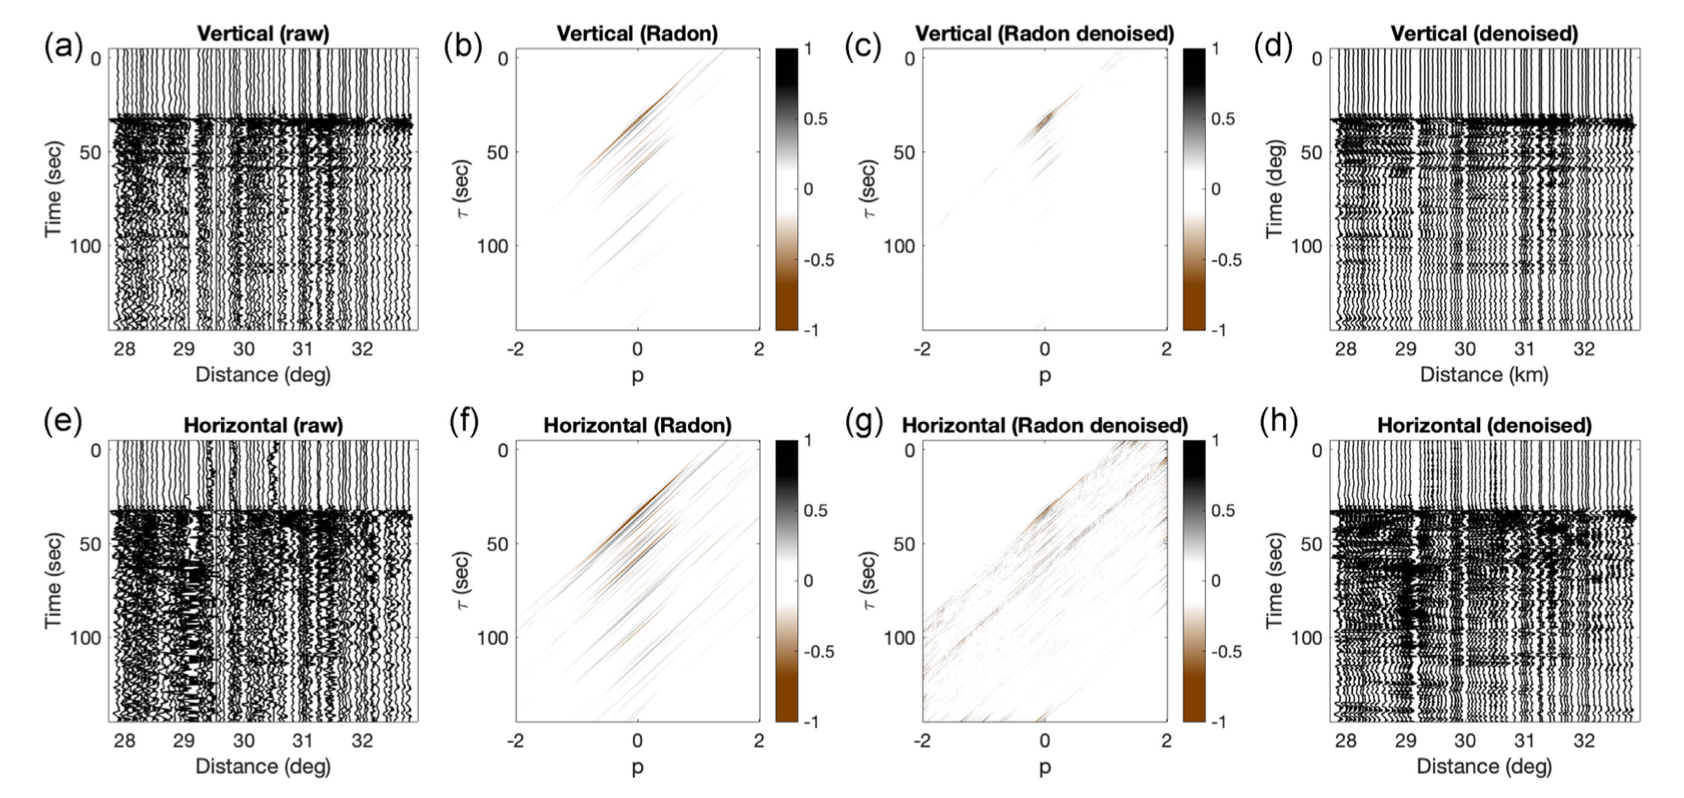 (a) Vertical (raw)
0
50
100
Time (sec)
28 29 30 31 32
Distance (deg)
(b) Vertical (Radon)
0
50
100
τ (sec)
-2 0 2
p
1
0.5
0
-0.5
-1
(c) Vertical (Radon denoised)
0
50
100
τ (sec)
-2 0 2
p
1
0.5
0
-0.5
-1
(d) Vertical (denoised)
0
50
100
Time (deg)
28 29 30 31 32
Distance (km)
(e) Horizontal (raw)
0
50
100
Time (sec)
28 29 30 31 32
Distance (deg)
(f) Horizontal (Radon)
0
50
100
τ (sec)
-2 0 2
p
1
0.5
0
-0.5
-1
(g) Horizontal (Radon denoised)
0
50
100
τ (sec)
-2 0 2
p
1
0.5
0
-0.5
-1
(h) Horizontal (denoised)
0
50
100
Time (sec)
28 29 30 31 32
Distance (deg)